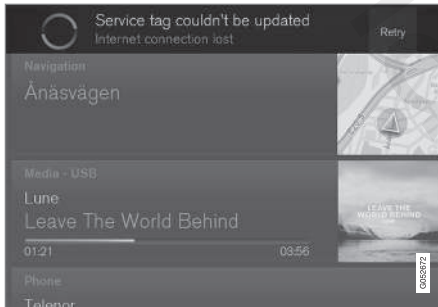 Service tag couldn't be updated
Internet connection lost
Retry
Navigation
Ånäsvägen
Media - USB
Lune
Leave The World Behind
01:21
03:56
LEAVE THE
WORLD BEHIND
Phone
Telenor
G052672